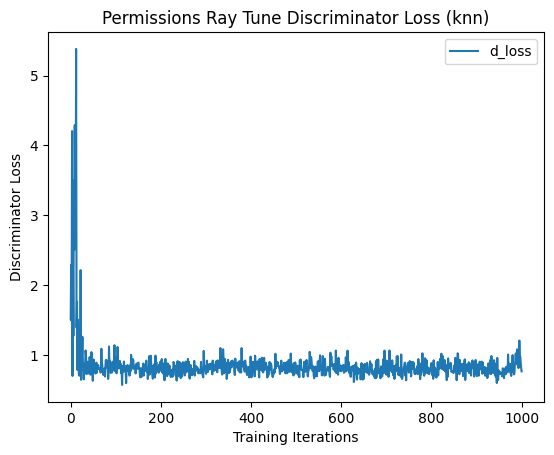 Permissions Ray Tune Discriminator Loss (knn)
d_loss
Discriminator Loss
5
4
3
2
1
0 200 400 600 800 1000
Training Iterations